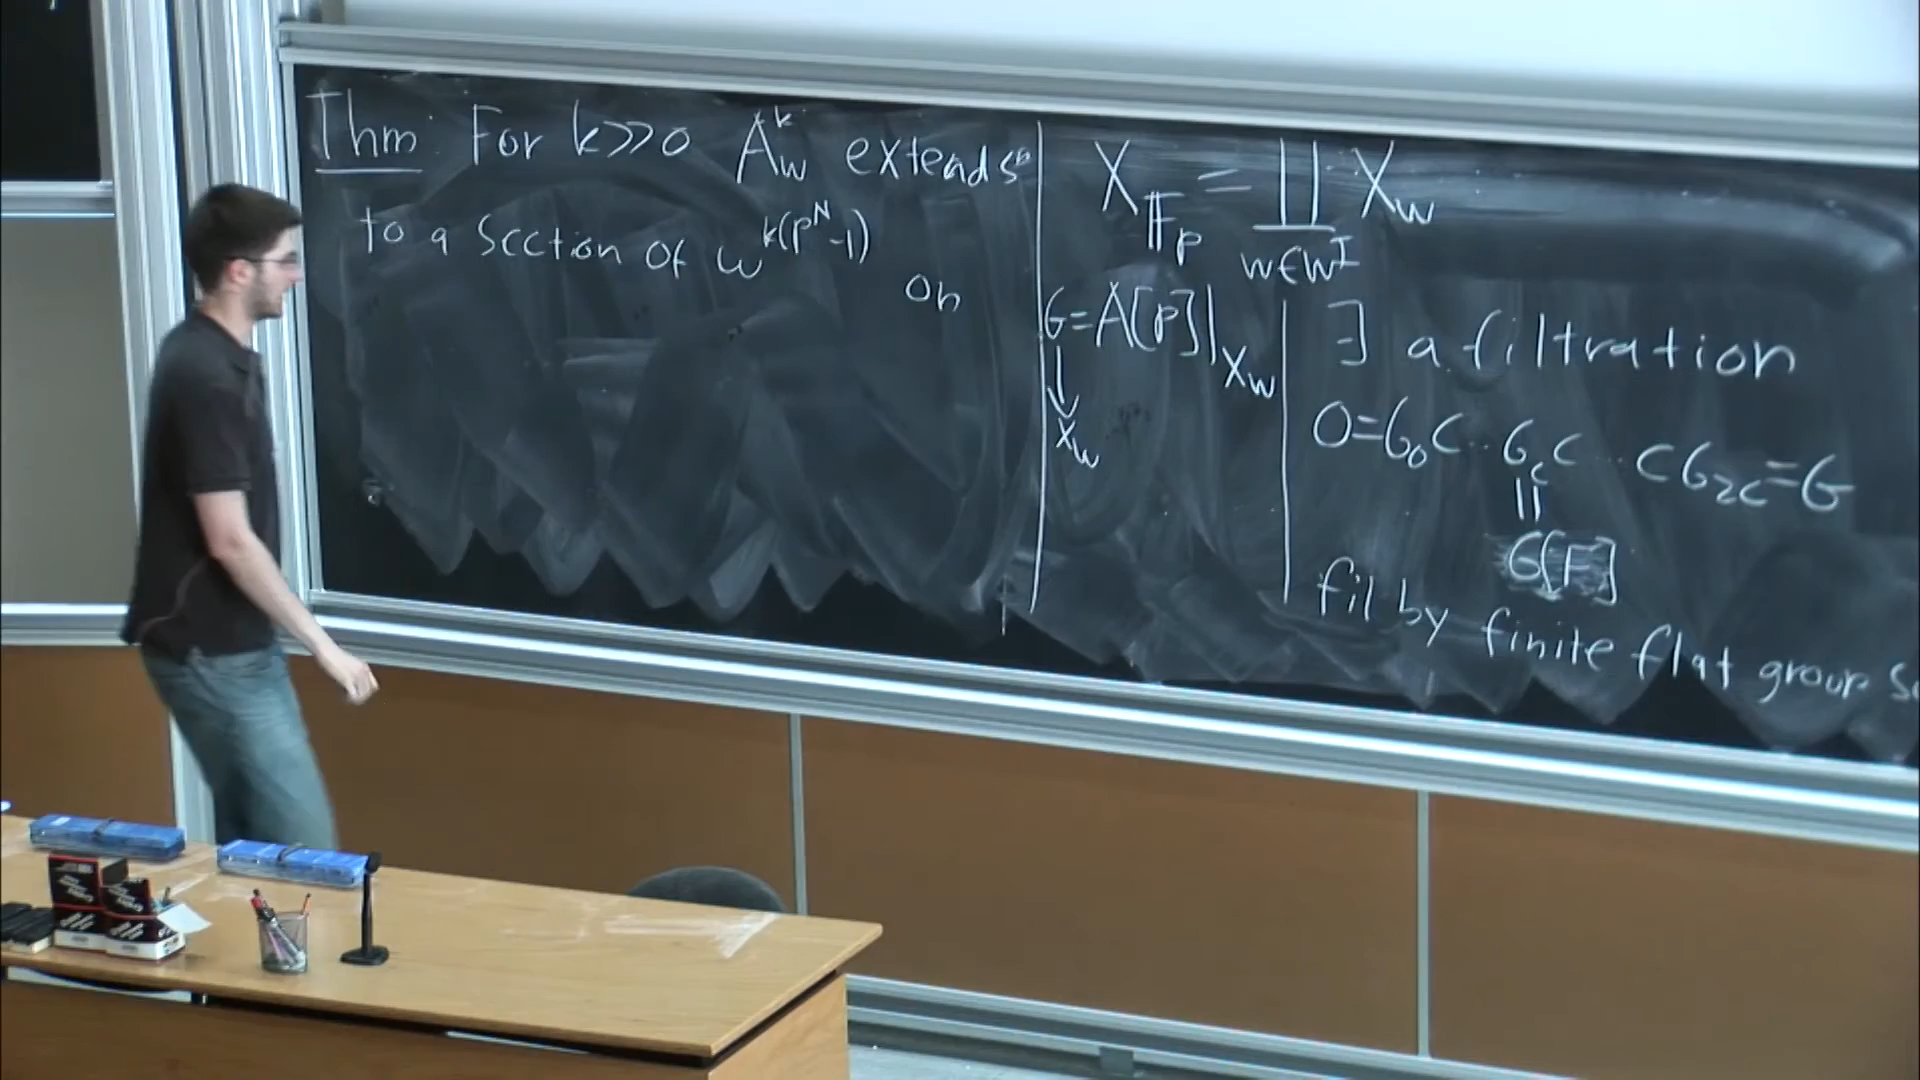 Thm: For k>>0 A_w^k extends
to a section of ω^{k(p^N-1)}
on
X_{𝔽_p} = ∐_{w∈W^I} X_w
G=A[p]|_{X_w}
↓
X_w
∃ a filtration
0=G_0⊂ ·· G_c⊂ ·· ⊂G_{2c}=G
||
G[F]
fil by finite flat group